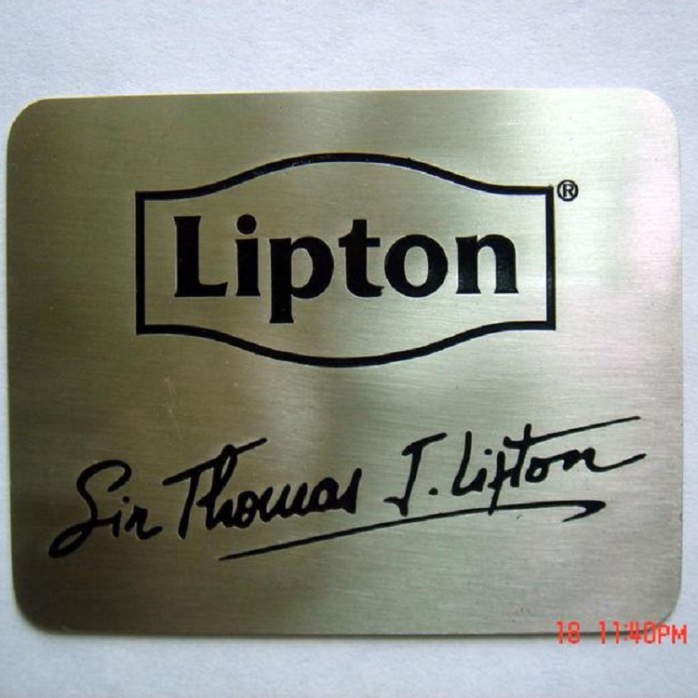 Lipton®
Sir Thomas J. Lipton
18 11:40PM